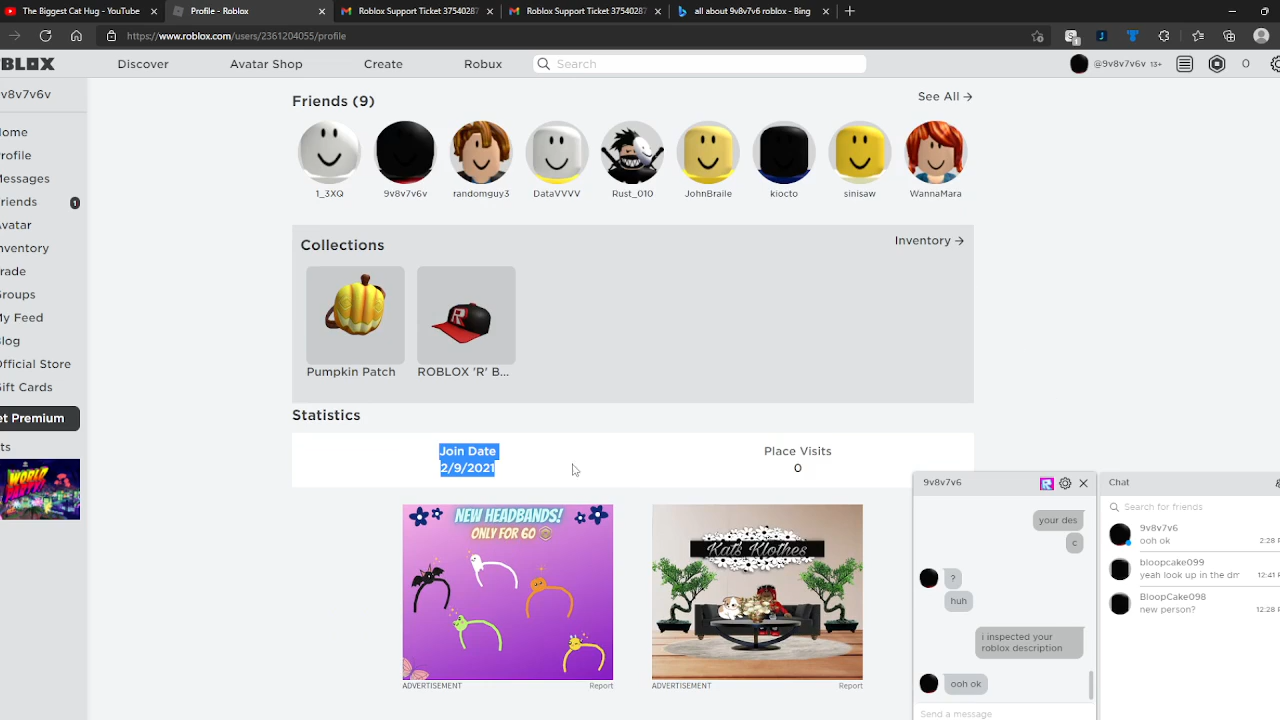 The Biggest Cat Hug - YouTube
Profile - Roblox
Roblox Support Ticket 37540287
Roblox Support Ticket 37540287
all about 9v8v7v6 roblox - Bing
https://www.roblox.com/users/2361204055/profile
BLOX
Discover
Avatar Shop
Create
Robux
Search
@9v8v7v6v 13+
0
v8v7v6v
ome
rofile
essages
riends
1
vatar
nventory
rade
roups
y Feed
log
fficial Store
ift Cards
et Premium
ts
Friends (9)
See All →
1_3XQ
9v8v7v6v
randomguy3
DataVVVV
Rust_010
JohnBraile
kiocto
sinisaw
WannaMara
Collections
Inventory →
Pumpkin Patch
ROBLOX 'R' B...
Statistics
Join Date
2/9/2021
Place Visits
0
NEW HEADBANDS!
ONLY FOR 60
ADVERTISEMENT
Report
Kats Klothes
ADVERTISEMENT
Report
9v8v7v6
your des
c
?
huh
i inspected your
roblox description
ooh ok
Send a message
Chat
Search for friends
9v8v7v6
ooh ok
2:28
bloopcake099
yeah look up in the dm
12:41
BloopCake098
new person?
12:28